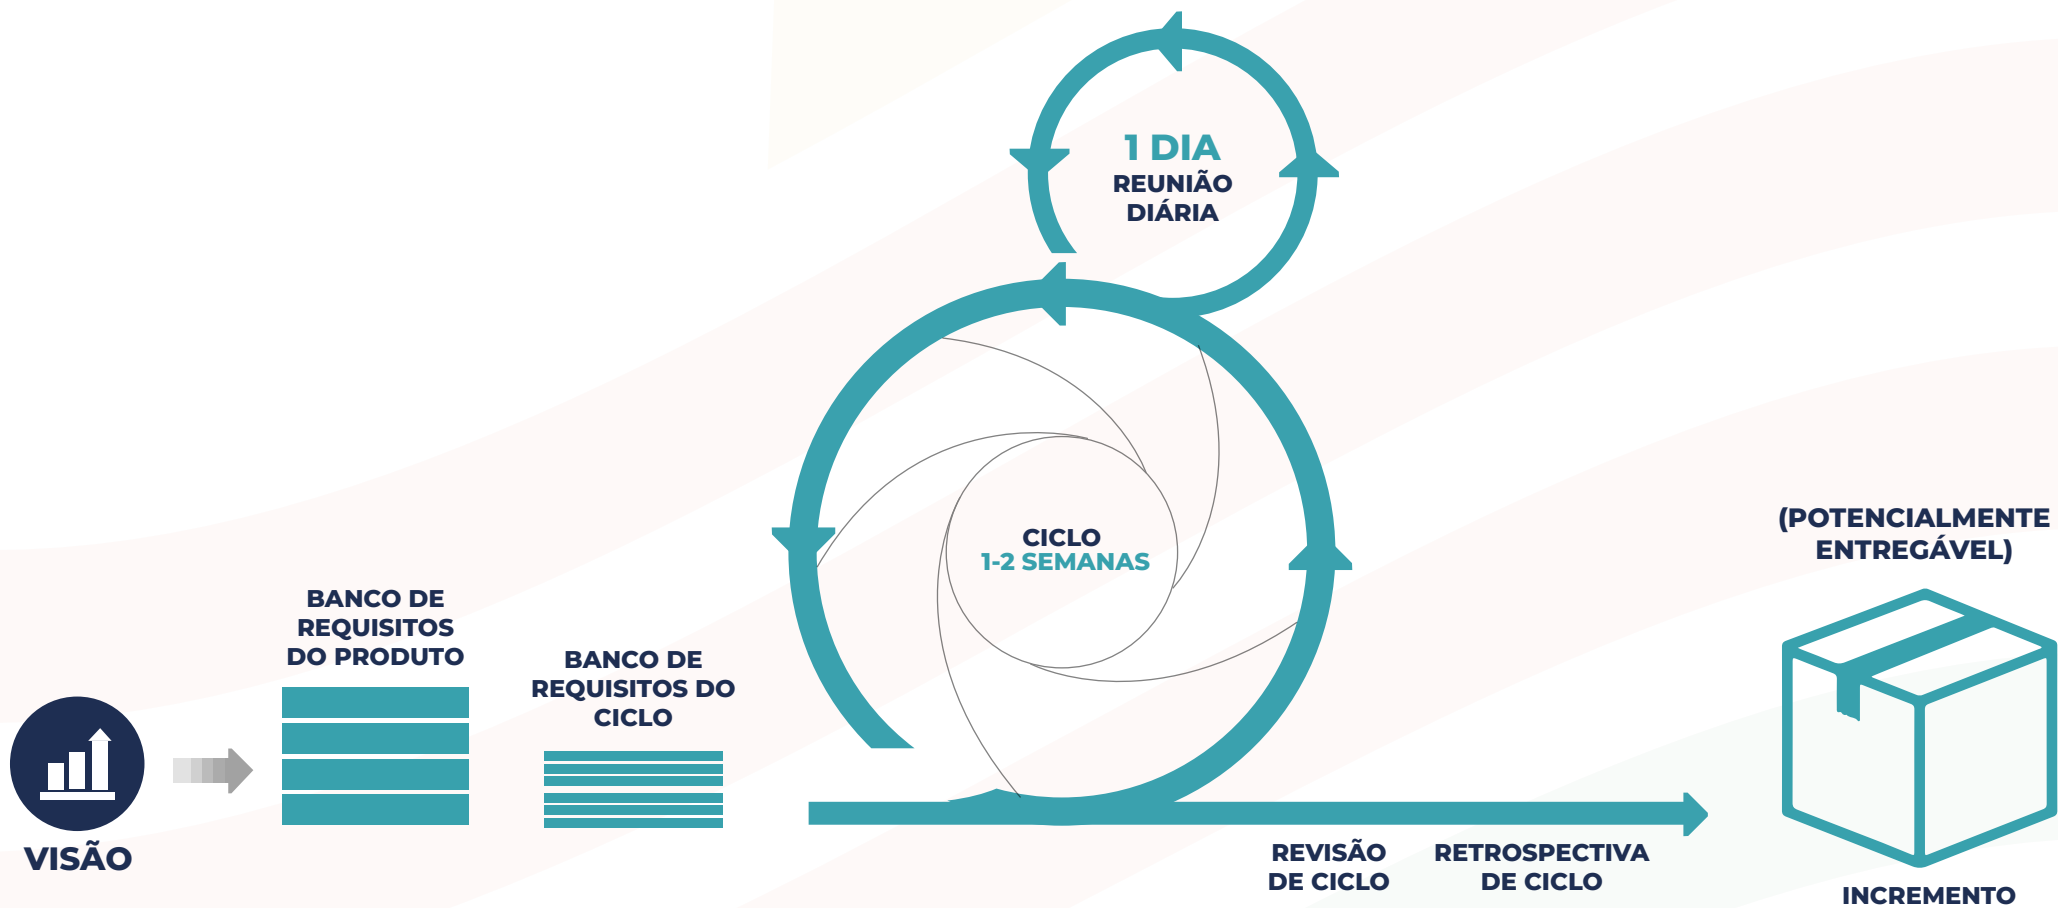 1 DIA
REUNIÃO
DIÁRIA
CICLO
1-2 SEMANAS
(POTENCIALMENTE
ENTREGÁVEL)
BANCO DE
REQUISITOS
DO PRODUTO
BANCO DE
REQUISITOS DO
CICLO
VISÃO
REVISÃO
DE CICLO
RETROSPECTIVA
DE CICLO
INCREMENTO